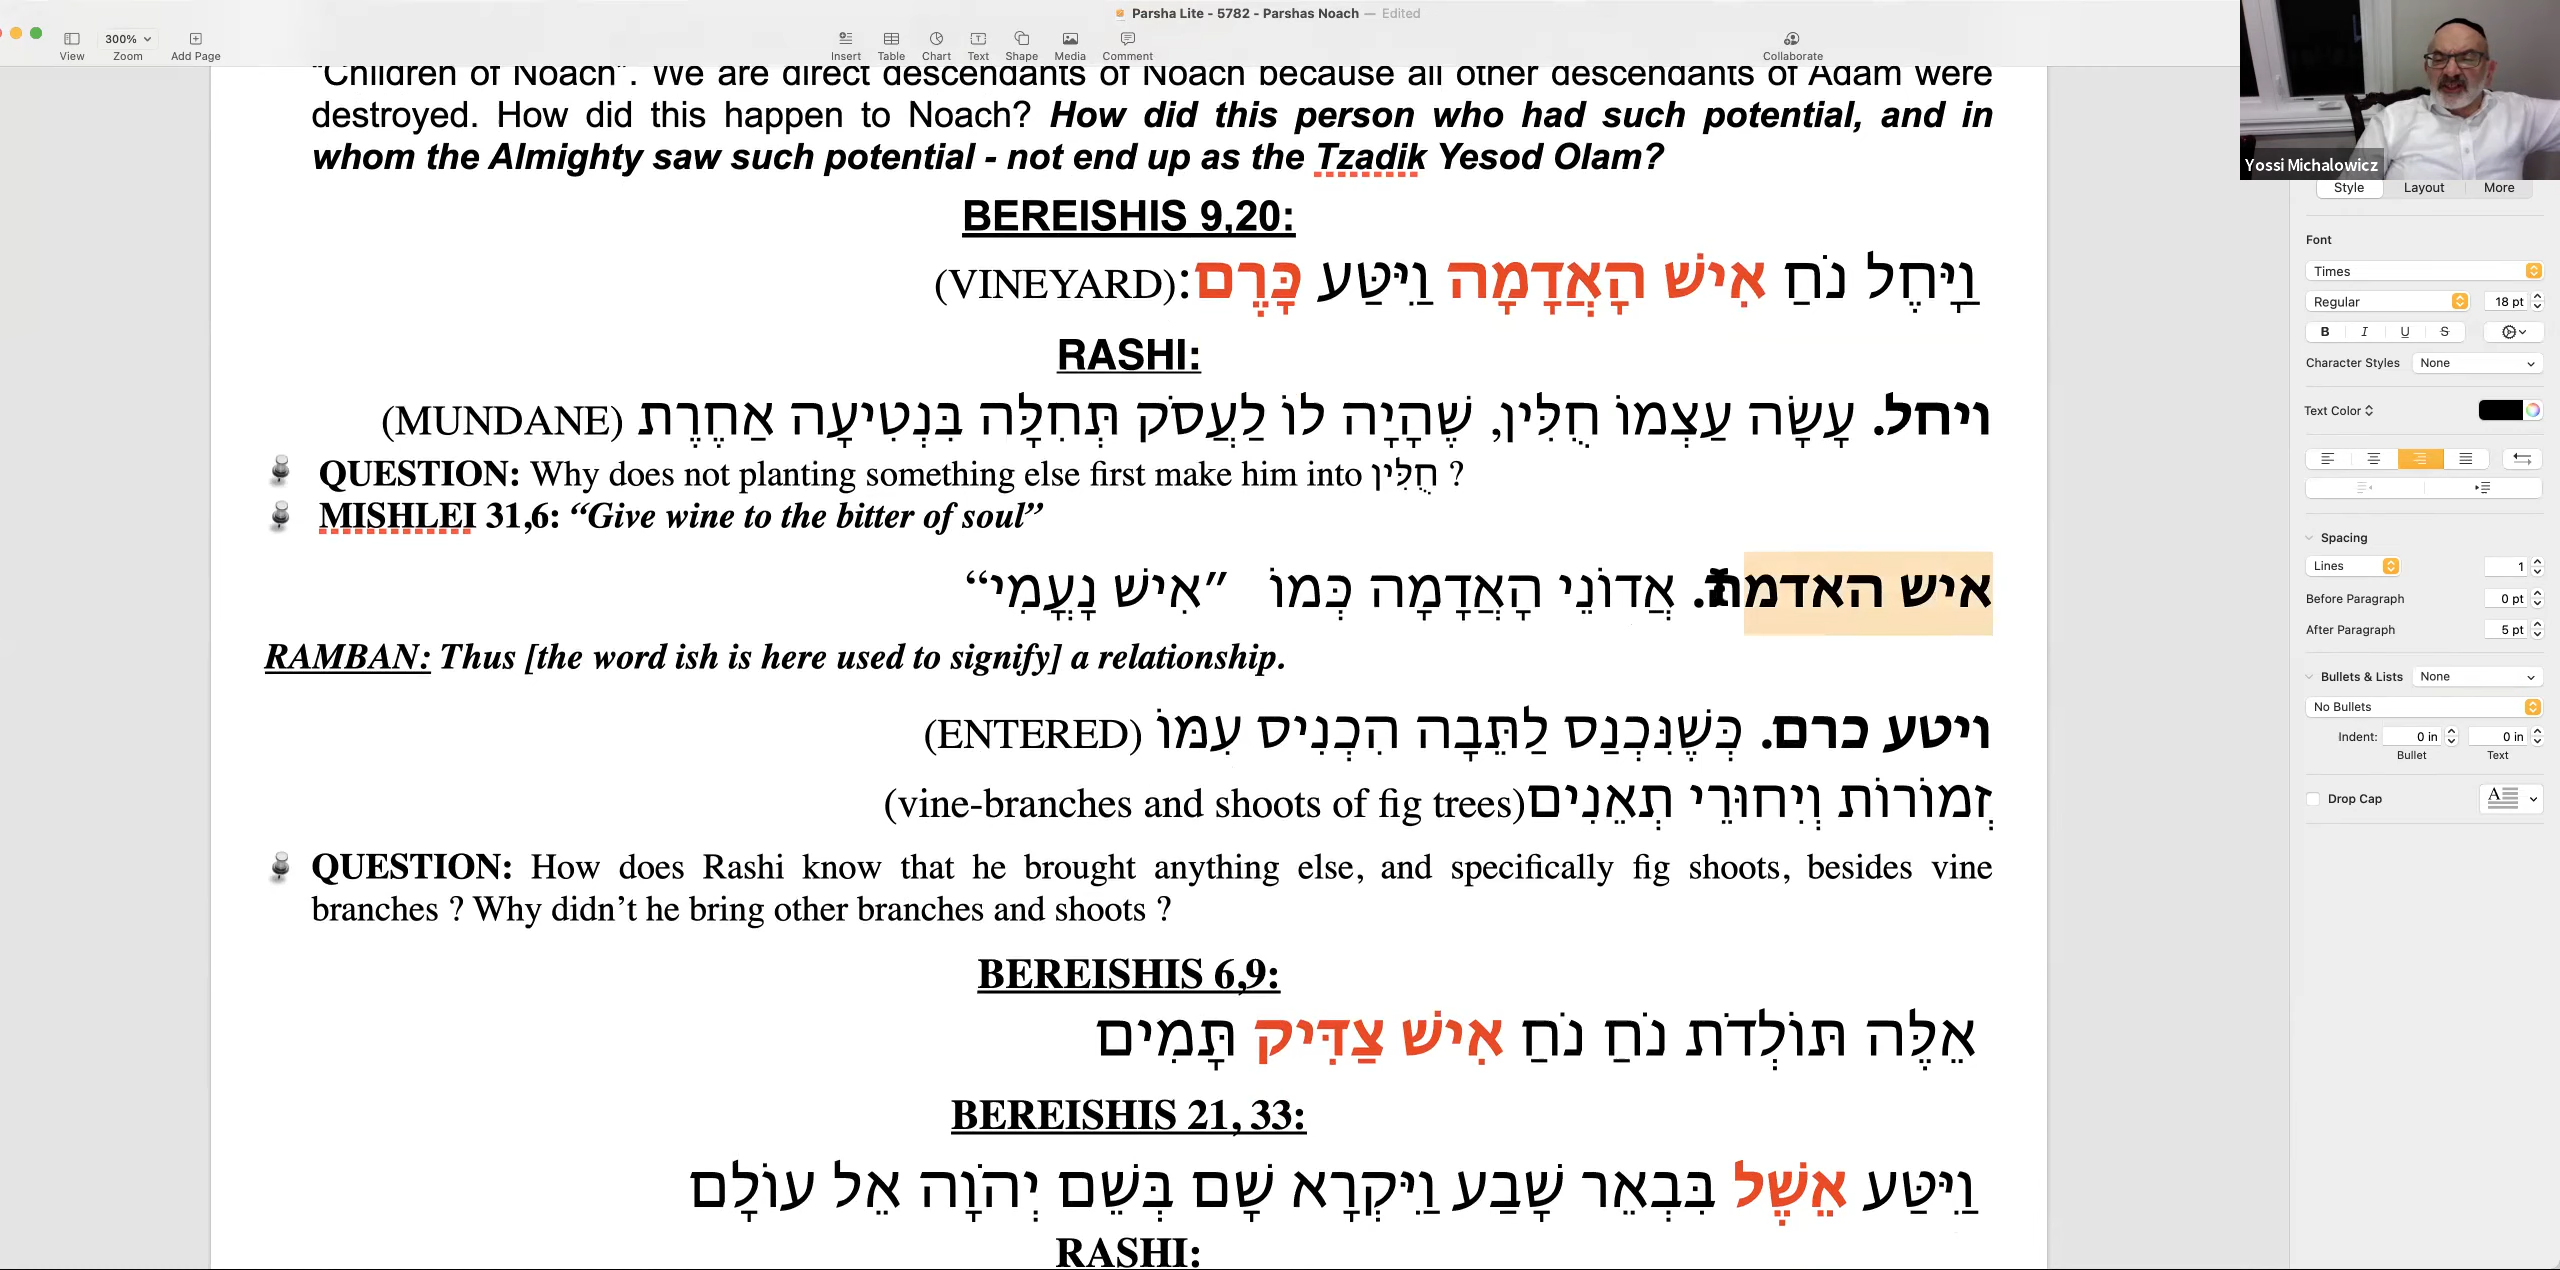 Parsha Lite - 5782 - Parshas Noach — Edited
300%
View Zoom Add Page Insert Table Chart Text Shape Media Comment Collaborate
Yossi Michalowicz
"Children of Noach". We are direct descendants of Noach because all other descendants of Adam were
destroyed. How did this happen to Noach? How did this person who had such potential, and in
whom the Almighty saw such potential - not end up as the Tzadik Yesod Olam?
BEREISHIS 9,20:
וַיָּחֶל נֹחַ אִישׁ הָאֲדָמָה וַיִּטַּע כָּרֶם: (VINEYARD)
RASHI:
ויחל. עָשָׂה עַצְמוֹ חֻלִּין, שֶׁהָיָה לוֹ לַעֲסֹק תְּחִלָּה בִּנְטִיעָה אַחֶרֶת (MUNDANE)
QUESTION: Why does not planting something else first make him into חֻלִּין ?
MISHLEI 31,6: “Give wine to the bitter of soul”
איש האדמה. אֲדוֹנֵי הָאֲדָמָה כְּמוֹ ”אִישׁ נָעֳמִי“
RAMBAN: Thus [the word ish is here used to signify] a relationship.
ויטע כרם. כְּשֶׁנִּכְנַס לַתֵּבָה הִכְנִיס עִמּוֹ (ENTERED)
זְמוֹרוֹת וְיִחוּרֵי תְאֵנִים (vine-branches and shoots of fig trees)
QUESTION: How does Rashi know that he brought anything else, and specifically fig shoots, besides vine
branches ? Why didn’t he bring other branches and shoots ?
BEREISHIS 6,9:
אֵלֶּה תּוֹלְדֹת נֹחַ נֹחַ אִישׁ צַדִּיק תָּמִים
BEREISHIS 21, 33:
וַיִּטַּע אֵשֶׁל בִּבְאֵר שָׁבַע וַיִּקְרָא שָׁם בְּשֵׁם יְהֹוָה אֵל עוֹלָם
RASHI:
Style Layout More
Font
Times
Regular 18 pt
B I U S
Character Styles None
Text Color
Spacing
Lines 1
Before Paragraph 0 pt
After Paragraph 5 pt
Bullets & Lists None
No Bullets
Indent: 0 in 0 in
Bullet Text
Drop Cap A